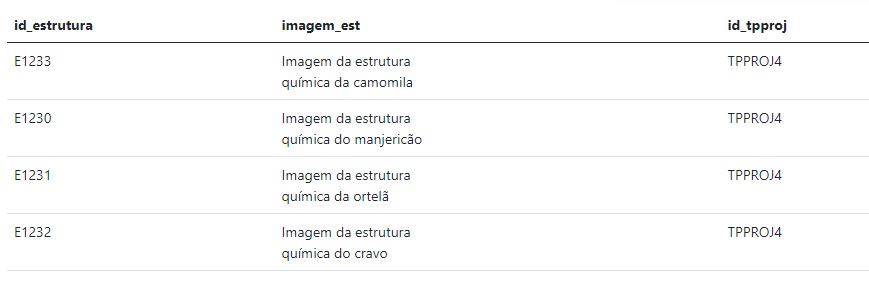 id_estrutura imagem_est id_tpproj
E1233 Imagem da estrutura TPPROJ4
química da camomila
E1230 Imagem da estrutura TPPROJ4
química do manjericão
E1231 Imagem da estrutura TPPROJ4
química da ortelã
E1232 Imagem da estrutura TPPROJ4
química do cravo